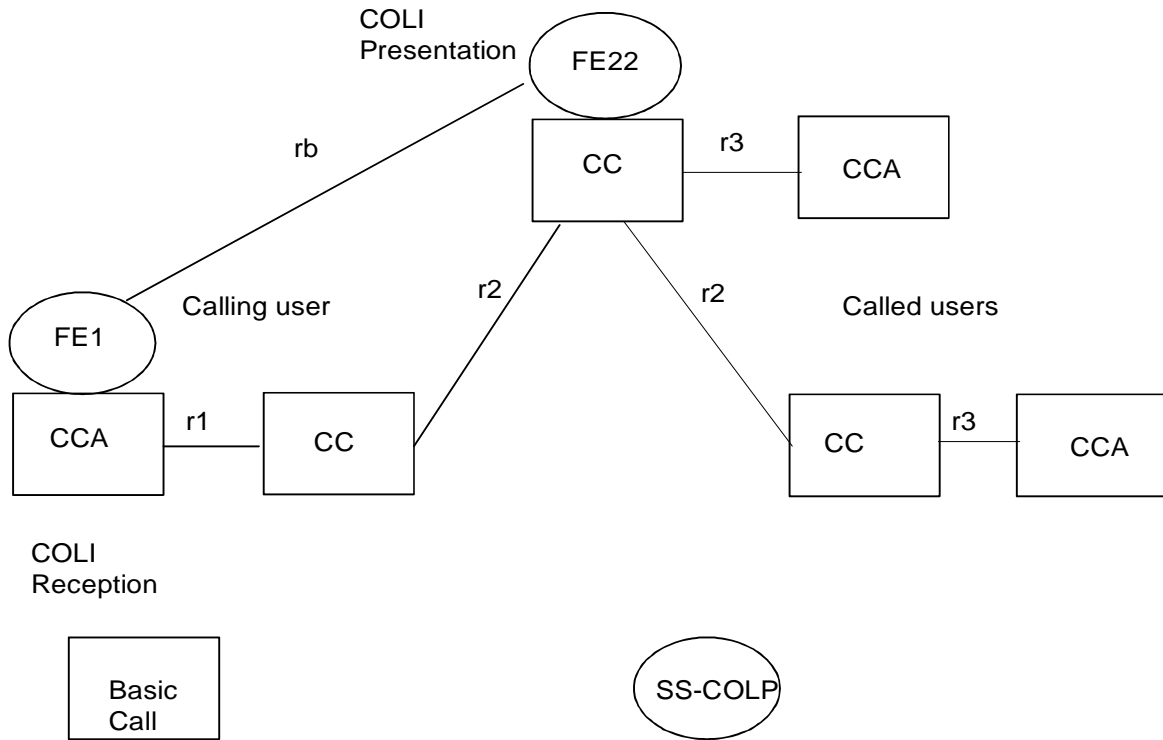 COLI
Presentation
FE22
rb
CC
r3
CCA
Calling user
r2
r2
Called users
FE1
CCA
r1
CC
CC
r3
CCA
COLI
Reception
Basic
Call
SS-COLP